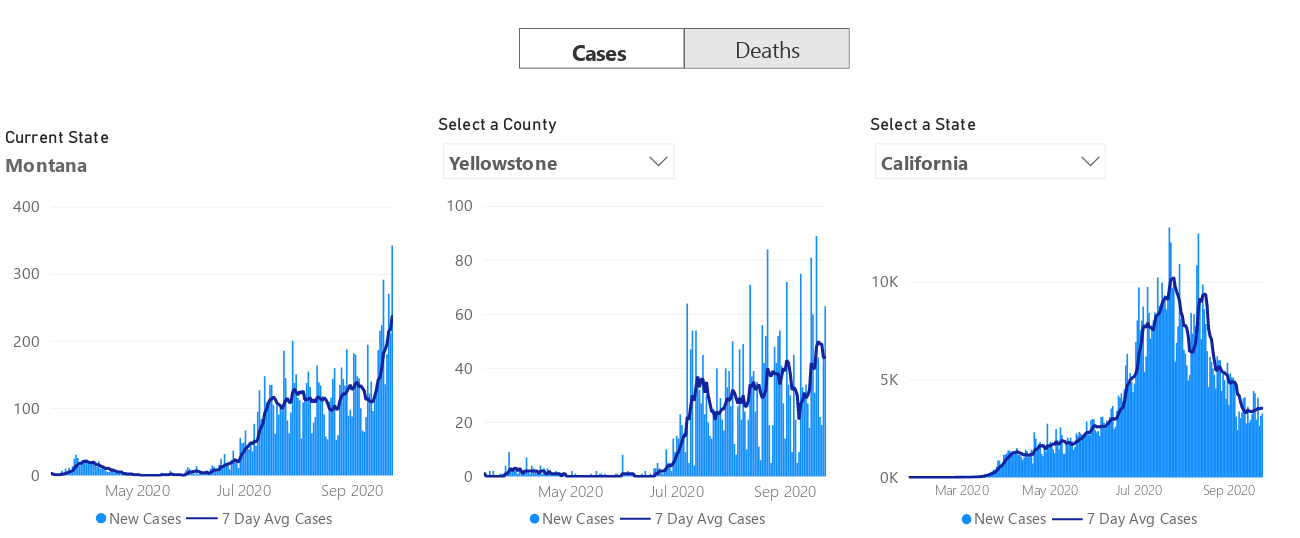 Cases Deaths
Current State
Montana
400
300
200
100
0
May 2020 Jul 2020 Sep 2020
New Cases 7 Day Avg Cases
Select a County
Yellowstone
100
80
60
40
20
0
May 2020 Jul 2020 Sep 2020
New Cases 7 Day Avg Cases
Select a State
California
10K
5K
0K
Mar 2020 May 2020 Jul 2020 Sep 2020
New Cases 7 Day Avg Cases